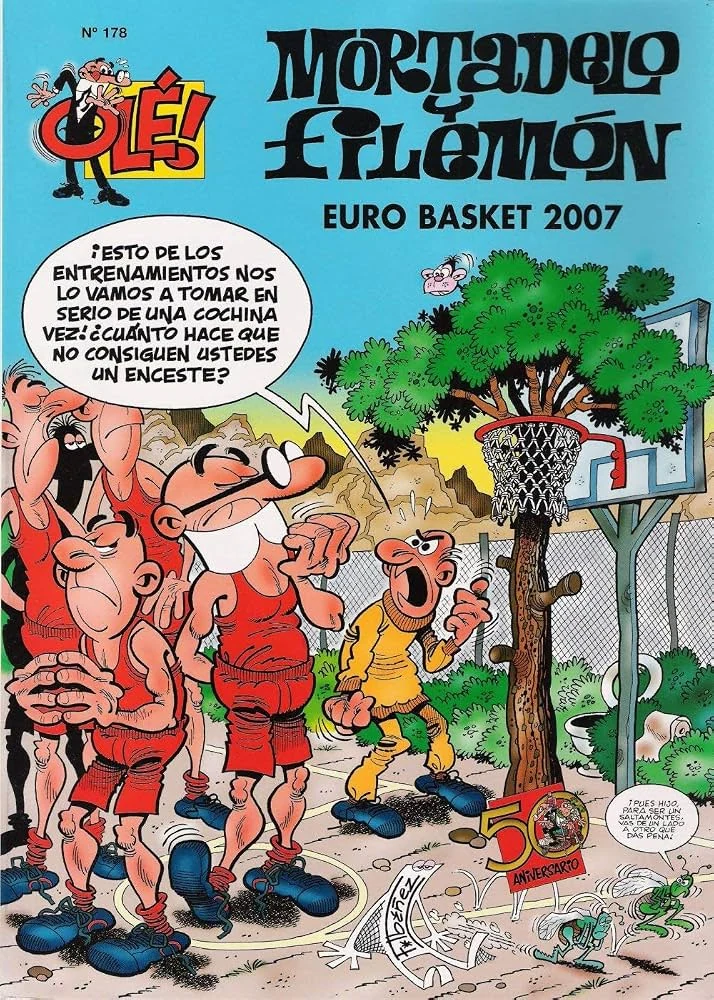 Nº 178
OLÉ!
MORTADELO
Y
FILEMÓN
EURO BASKET 2007
¡ESTO DE LOS
ENTRENAMIENTOS NOS
LO VAMOS A TOMAR EN
SERIO DE UNA COCHINA
VEZ! ¿CUÁNTO HACE QUE
NO CONSIGUEN USTEDES
UN ENCESTE?
50
ANIVERSARIO
¡PUES HIJO,
PARA SER UN
SALTAMONTES,
VAS DE UN LADO
A OTRO QUE
DAS PENA!